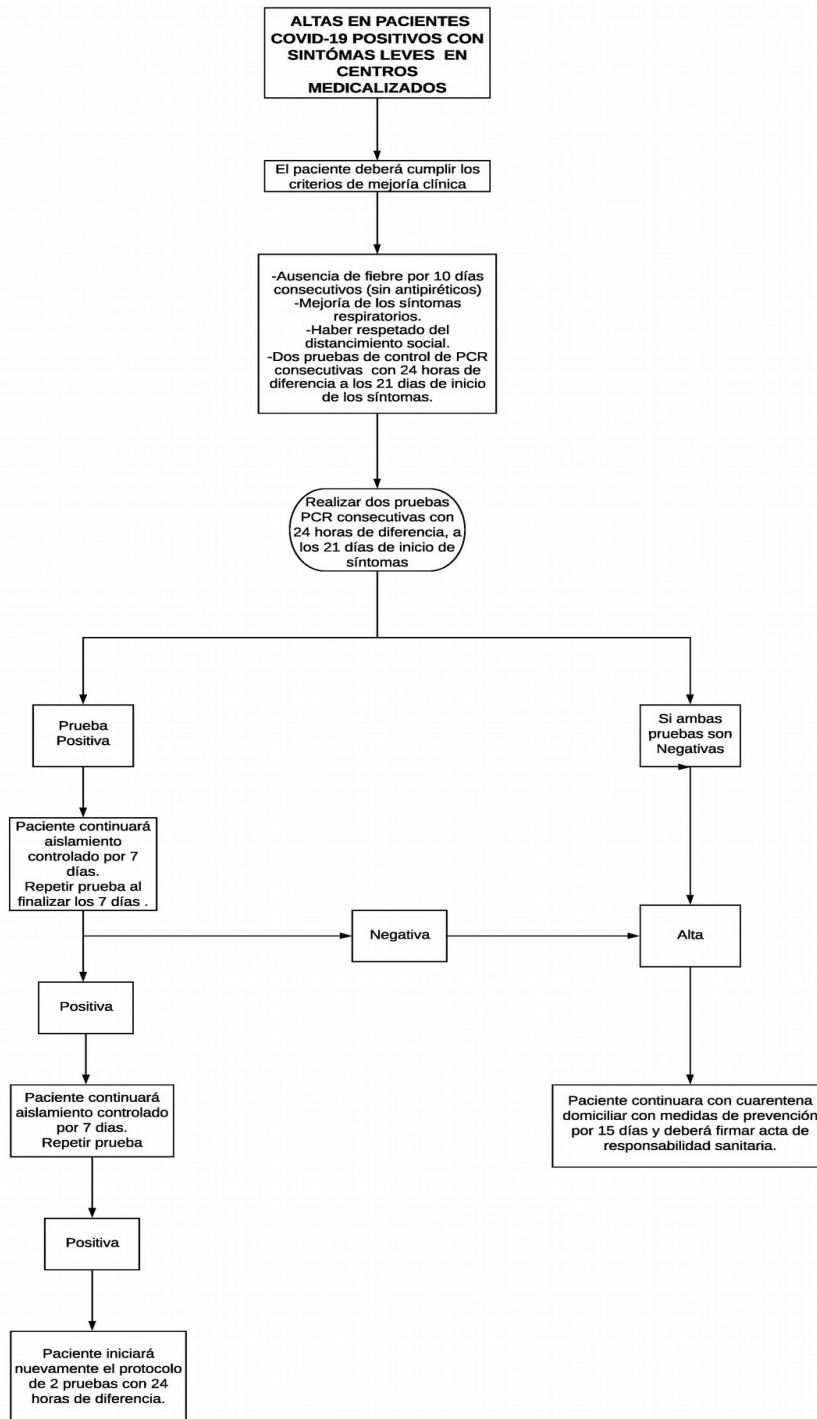 ALTAS EN PACIENTES
COVID-19 POSITIVOS CON
SINTÓMAS LEVES EN
CENTROS
MEDICALIZADOS
El paciente deberá cumplir los
criterios de mejoría clínica
-Ausencia de fiebre por 10 días
consecutivos (sin antipiréticos)
-Mejoría de los síntomas
respiratorios.
-Haber respetado del
distancimiento social.
-Dos pruebas de control de PCR
consecutivas con 24 horas de
diferencia a los 21 dias de inicio
de los síntomas.
Realizar dos pruebas
PCR consecutivas con
24 horas de diferencia, a
los 21 días de inicio de
síntomas
Prueba
Positiva
Si ambas
pruebas son
Negativas
Paciente continuará
aislamiento
controlado por 7
días.
Repetir prueba al
finalizar los 7 días .
Negativa
Alta
Positiva
Paciente continuará
aislamiento controlado
por 7 dias.
Repetir prueba
Paciente continuara con cuarentena
domiciliar con medidas de prevención
por 15 días y deberá firmar acta de
responsabilidad sanitaria.
Positiva
Paciente iniciará
nuevamente el protocolo
de 2 pruebas con 24
horas de diferencia.